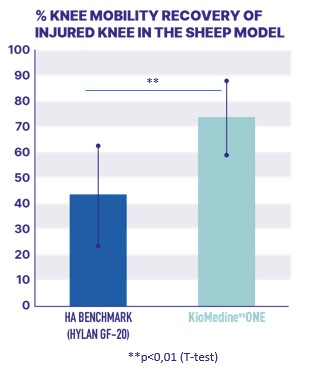 % KNEE MOBILITY RECOVERY OF
INJURED KNEE IN THE SHEEP MODEL
100
90
80
70
60
50
40
30
20
10
0
**
HA BENCHMARK
(HYLAN GF-20)
KioMedinevsONE
**p<0,01 (T-test)